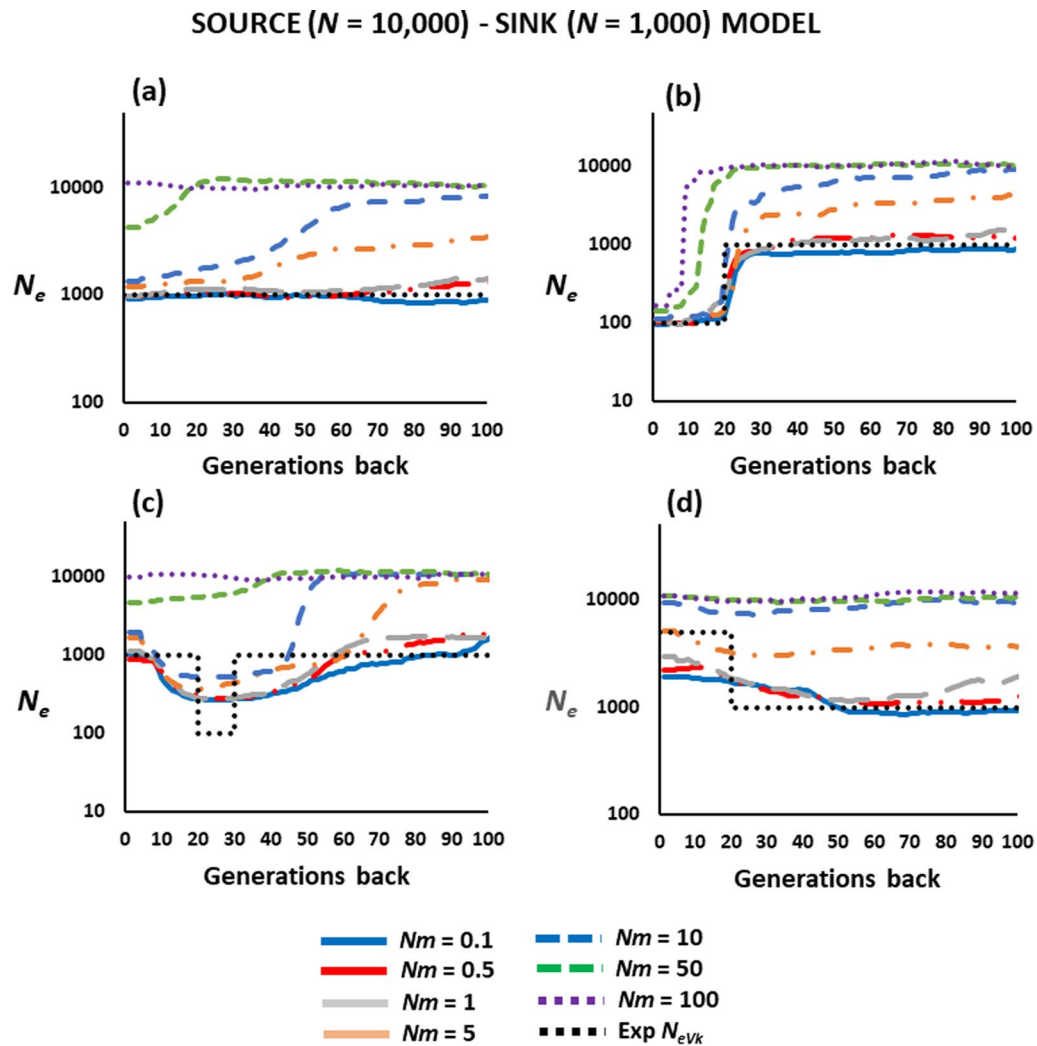 SOURCE (N = 10,000) - SINK (N = 1,000) MODEL
(a)
10000
1000
100
Ne
0 10 20 30 40 50 60 70 80 90 100
Generations back
(b)
10000
1000
100
10
Ne
0 10 20 30 40 50 60 70 80 90 100
Generations back
(c)
10000
1000
100
10
Ne
0 10 20 30 40 50 60 70 80 90 100
Generations back
(d)
10000
1000
100
Ne
0 10 20 30 40 50 60 70 80 90 100
Generations back
Nm = 0.1
Nm = 0.5
Nm = 1
Nm = 5
Nm = 10
Nm = 50
Nm = 100
Exp NeVk